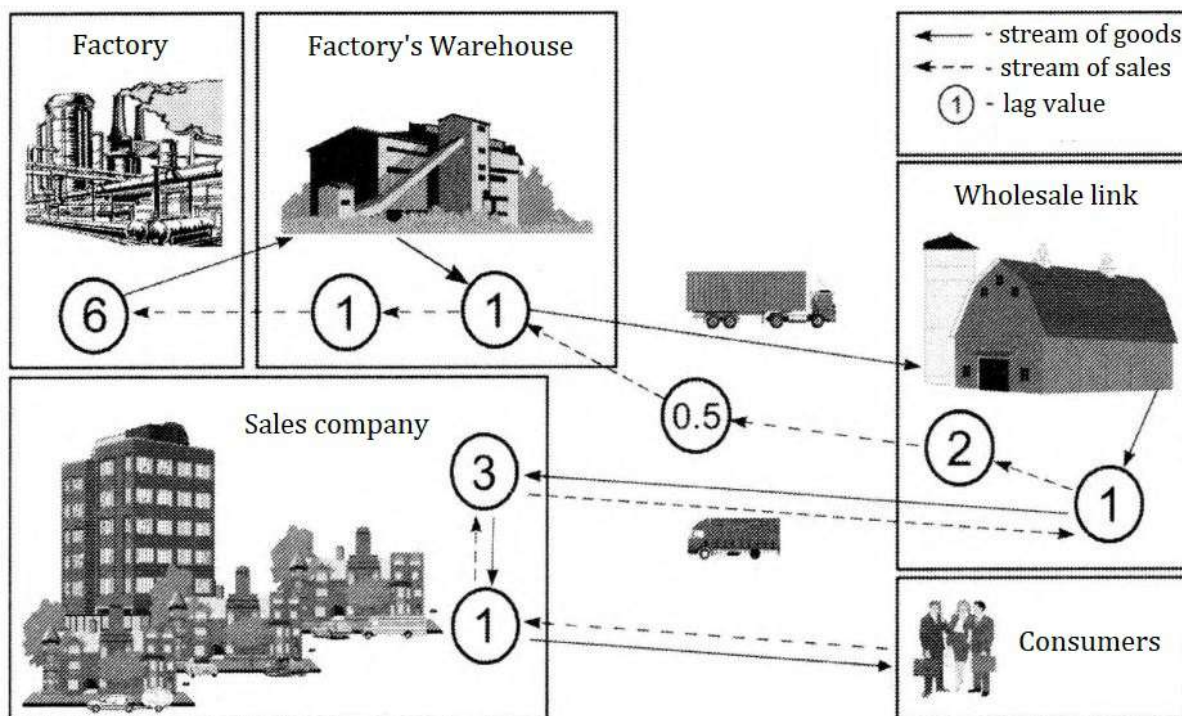 Factory
Factory's Warehouse
- stream of goods
- stream of sales
1 - lag value
Wholesale link
6
1
1
0.5
2
1
Sales company
3
1
Consumers